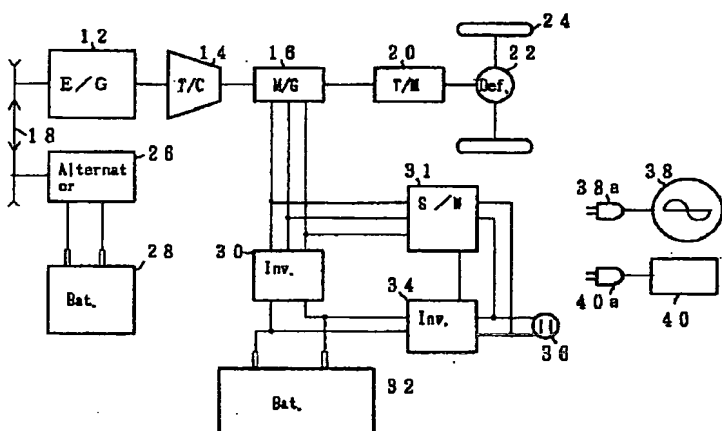 12
E/G
14
T/C
16
M/G
20
T/M
24
22
Def.
18
26
Alternat
or
28
Bat.
30
Inv.
31
S/W
34
Inv.
36
32
Bat.
38a
38
40a
40